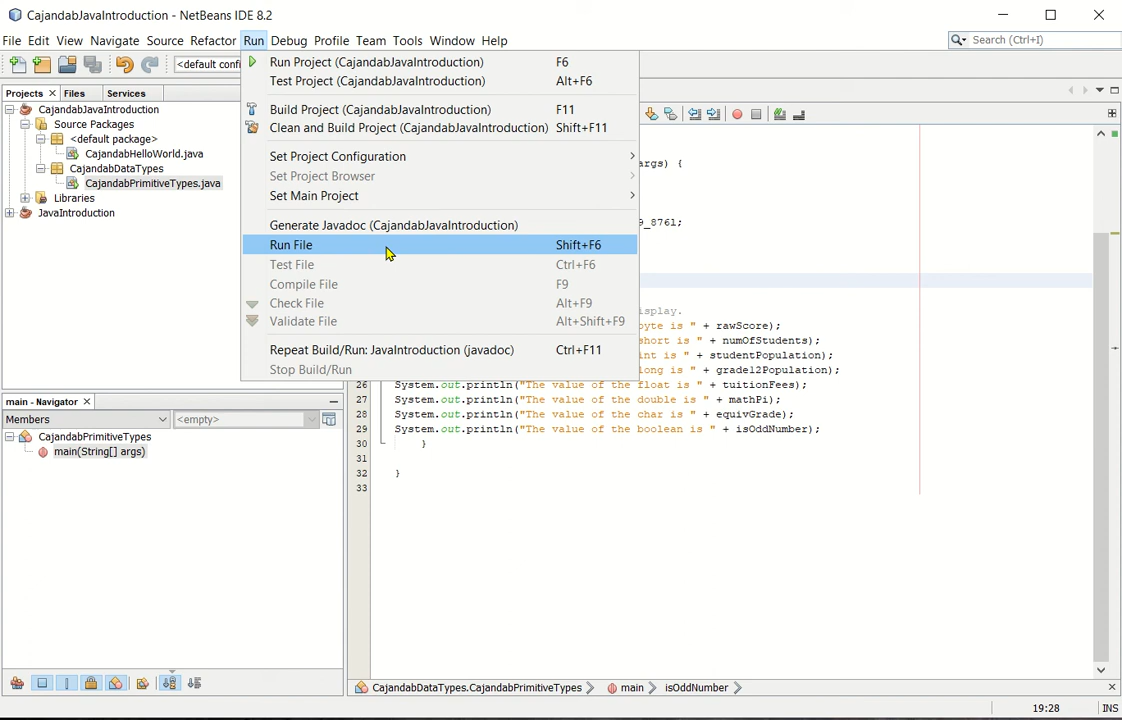 CajandabJavaIntroduction - NetBeans IDE 8.2
File Edit View Navigate Source Refactor Run Debug Profile Team Tools Window Help
Search (Ctrl+I)
<default confi
Run Project (CajandabJavaIntroduction) F6
Test Project (CajandabJavaIntroduction) Alt+F6
Build Project (CajandabJavaIntroduction) F11
Clean and Build Project (CajandabJavaIntroduction) Shift+F11
Set Project Configuration
Set Project Browser
Set Main Project
Generate Javadoc (CajandabJavaIntroduction)
Run File Shift+F6
Test File Ctrl+F6
Compile File F9
Check File Alt+F9
Validate File Alt+Shift+F9
Repeat Build/Run: JavaIntroduction (javadoc) Ctrl+F11
Stop Build/Run
Projects Files Services
CajandabJavaIntroduction
Source Packages
<default package>
CajandabHelloWorld.java
CajandabDataTypes
CajandabPrimitiveTypes.java
Libraries
JavaIntroduction
args) {
9_8761;
isplay.
byte is " + rawScore);
short is " + numOfStudents);
int is " + studentPopulation);
long is " + grade12Population);
26 System.out.println("The value of the float is " + tuitionFees);
27 System.out.println("The value of the double is " + mathPi);
28 System.out.println("The value of the char is " + equivGrade);
29 System.out.println("The value of the boolean is " + isOddNumber);
30 }
31
32 }
33
main - Navigator
Members <empty>
CajandabPrimitiveTypes
main(String[] args)
CajandabDataTypes.CajandabPrimitiveTypes main isOddNumber
19:28 INS